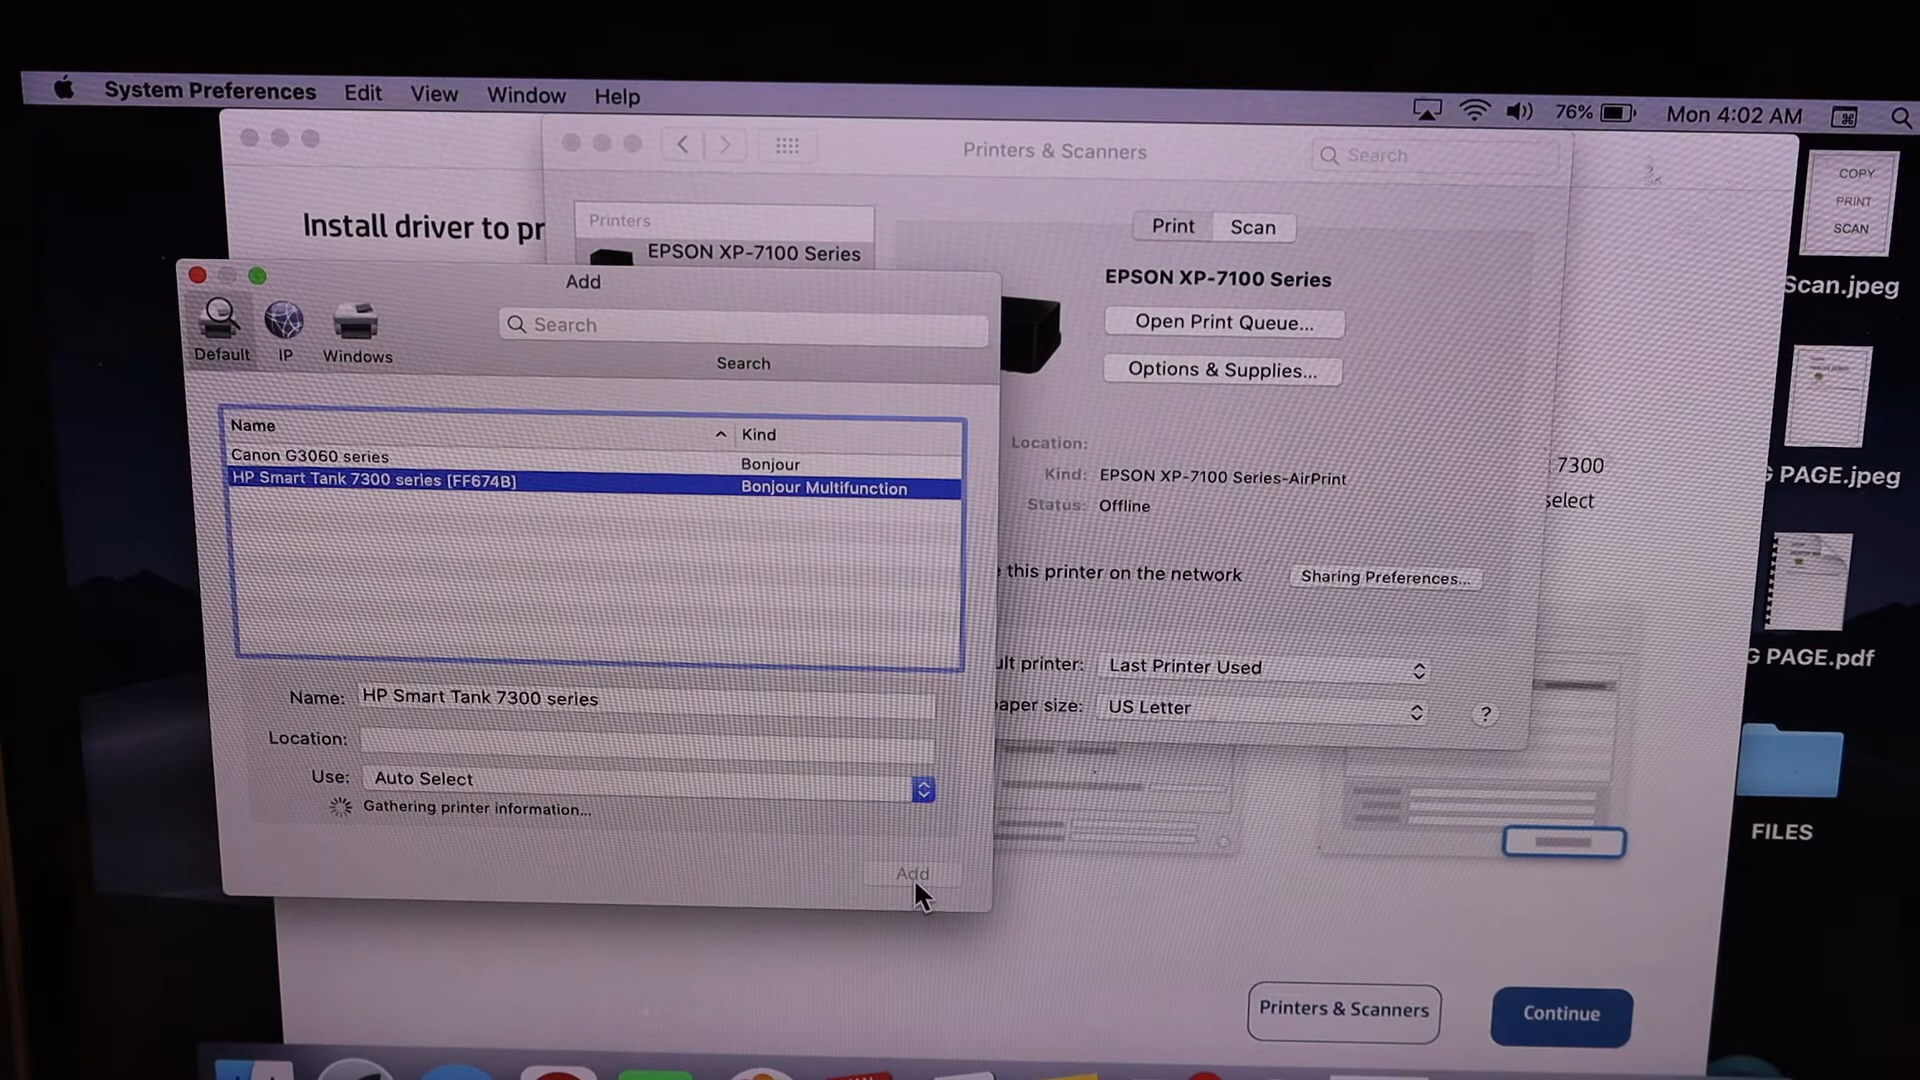 System Preferences Edit View Window Help
76% Mon 4:02 AM
Printers & Scanners
Search
Install driver to pr
Printers
EPSON XP-7100 Series
Print Scan
EPSON XP-7100 Series
Open Print Queue...
Options & Supplies...
Location:
Kind: EPSON XP-7100 Series-AirPrint
Status: Offline
this printer on the network
Sharing Preferences...
ult printer: Last Printer Used
paper size: US Letter
?
Add
Default IP Windows
Search
Search
Name Kind
Canon G3060 series Bonjour
HP Smart Tank 7300 series [FF674B] Bonjour Multifunction
Name: HP Smart Tank 7300 series
Location:
Use: Auto Select
Gathering printer information...
Add
7300
select
Printers & Scanners
Continue
COPY
PRINT
SCAN
Scan.jpeg
G PAGE.jpeg
G PAGE.pdf
FILES